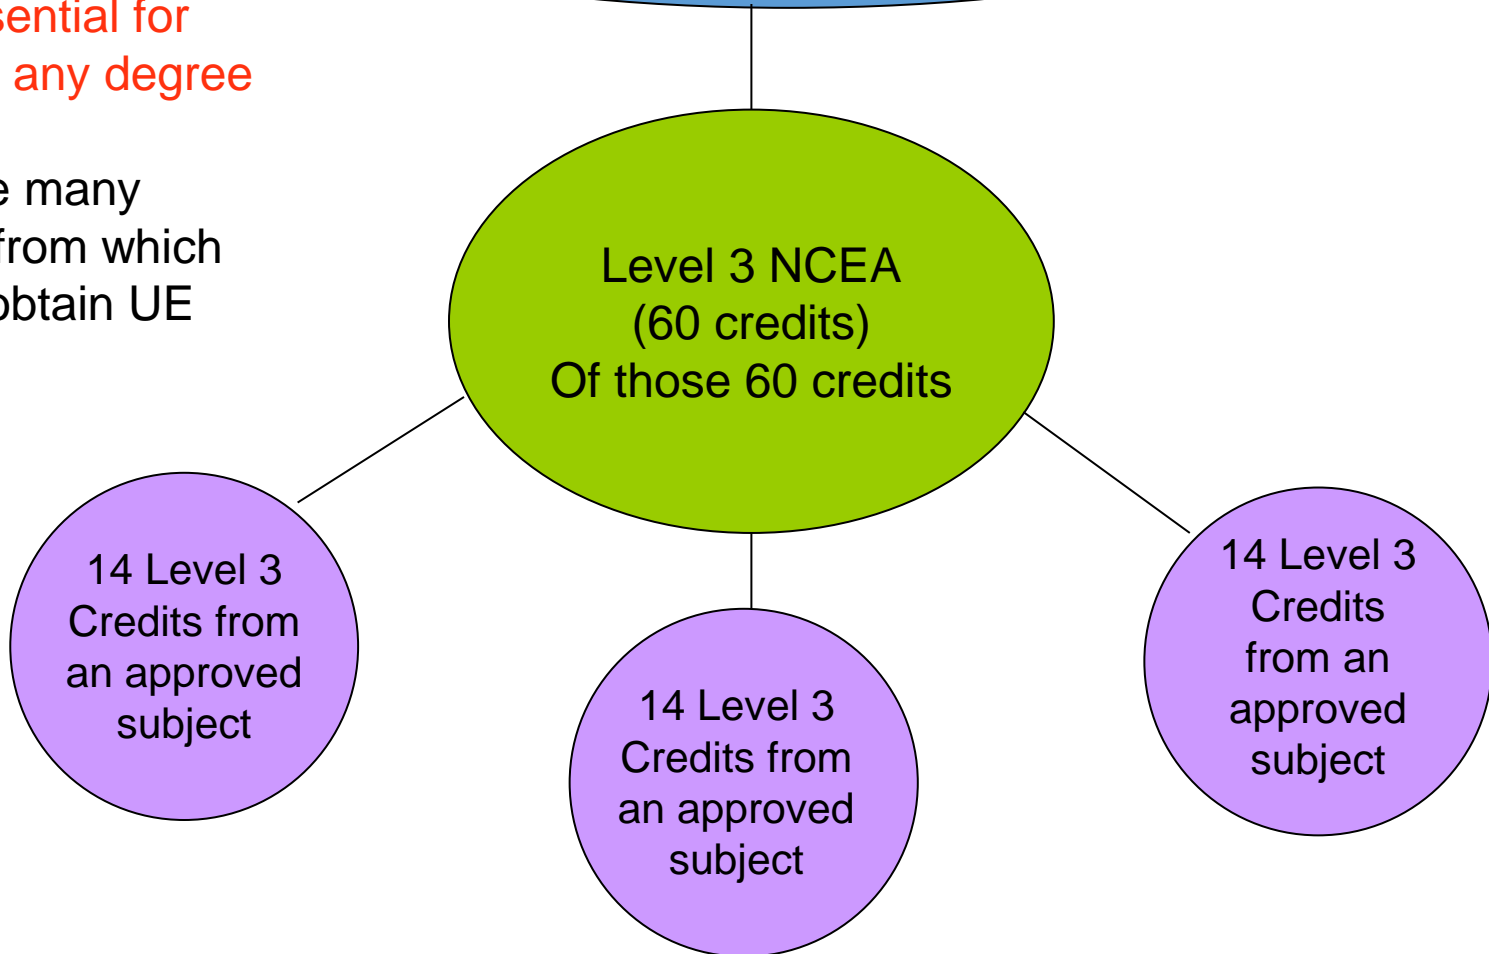 sential for
any degree
e many
from which
obtain UE
Level 3 NCEA
(60 credits)
Of those 60 credits
14 Level 3
Credits from
an approved
subject
14 Level 3
Credits from
an approved
subject
14 Level 3
Credits
from an
approved
subject